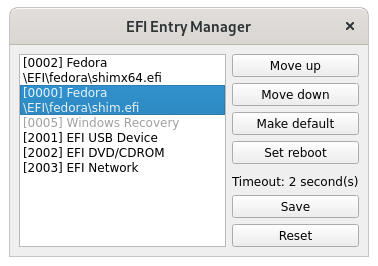 EFI Entry Manager
×
[0002] Fedora
\EFI\fedora\shimx64.efi
[0000] Fedora
\EFI\fedora\shim.efi
[0005] Windows Recovery
[2001] EFI USB Device
[2002] EFI DVD/CDROM
[2003] EFI Network
Move up
Move down
Make default
Set reboot
Timeout: 2 second(s)
Save
Reset